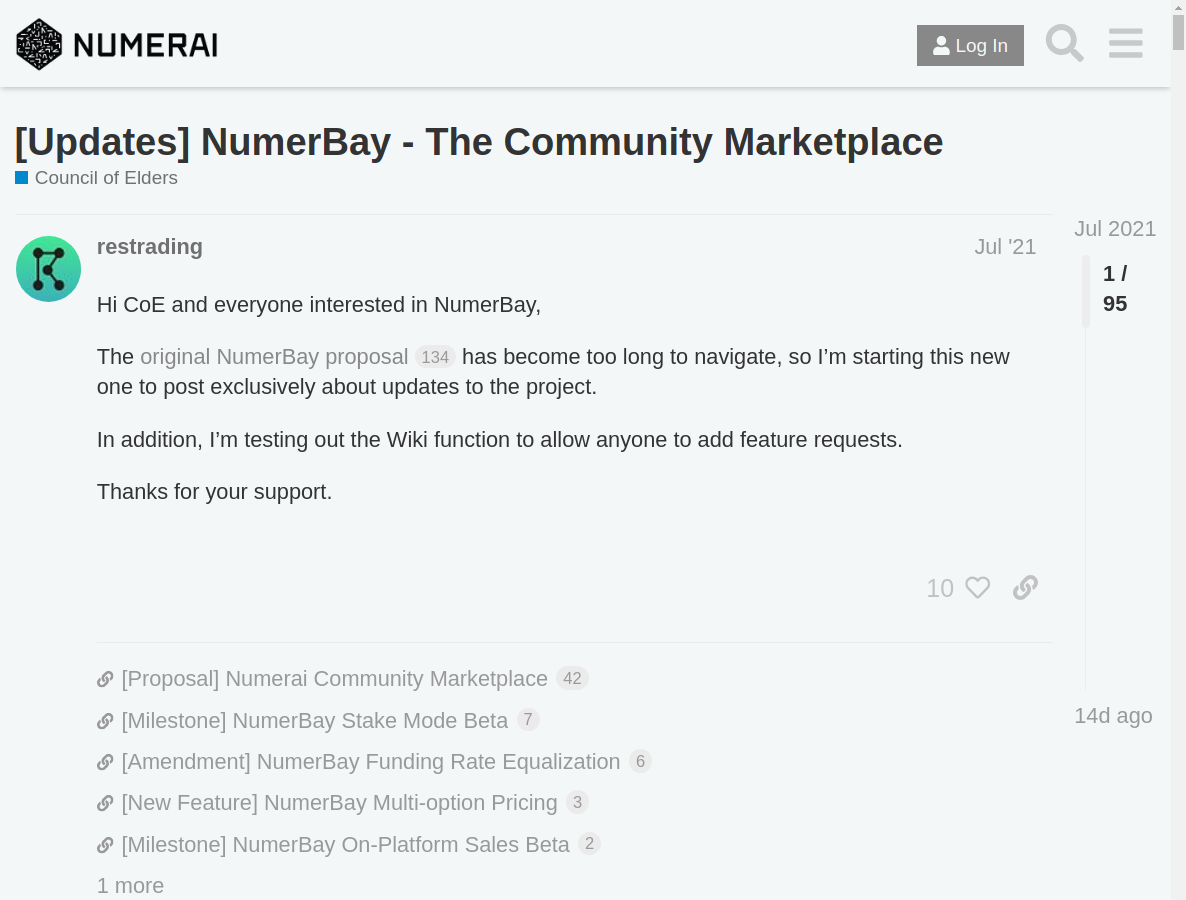 NUMERAI
Log In
[Updates] NumerBay - The Community Marketplace
Council of Elders
restrading
Jul '21
Hi CoE and everyone interested in NumerBay,
The original NumerBay proposal 134 has become too long to navigate, so I’m starting this new
one to post exclusively about updates to the project.
In addition, I’m testing out the Wiki function to allow anyone to add feature requests.
Thanks for your support.
10
[Proposal] Numerai Community Marketplace 42
[Milestone] NumerBay Stake Mode Beta 7
[Amendment] NumerBay Funding Rate Equalization 6
[New Feature] NumerBay Multi-option Pricing 3
[Milestone] NumerBay On-Platform Sales Beta 2
1 more
Jul 2021
1 /
95
14d ago